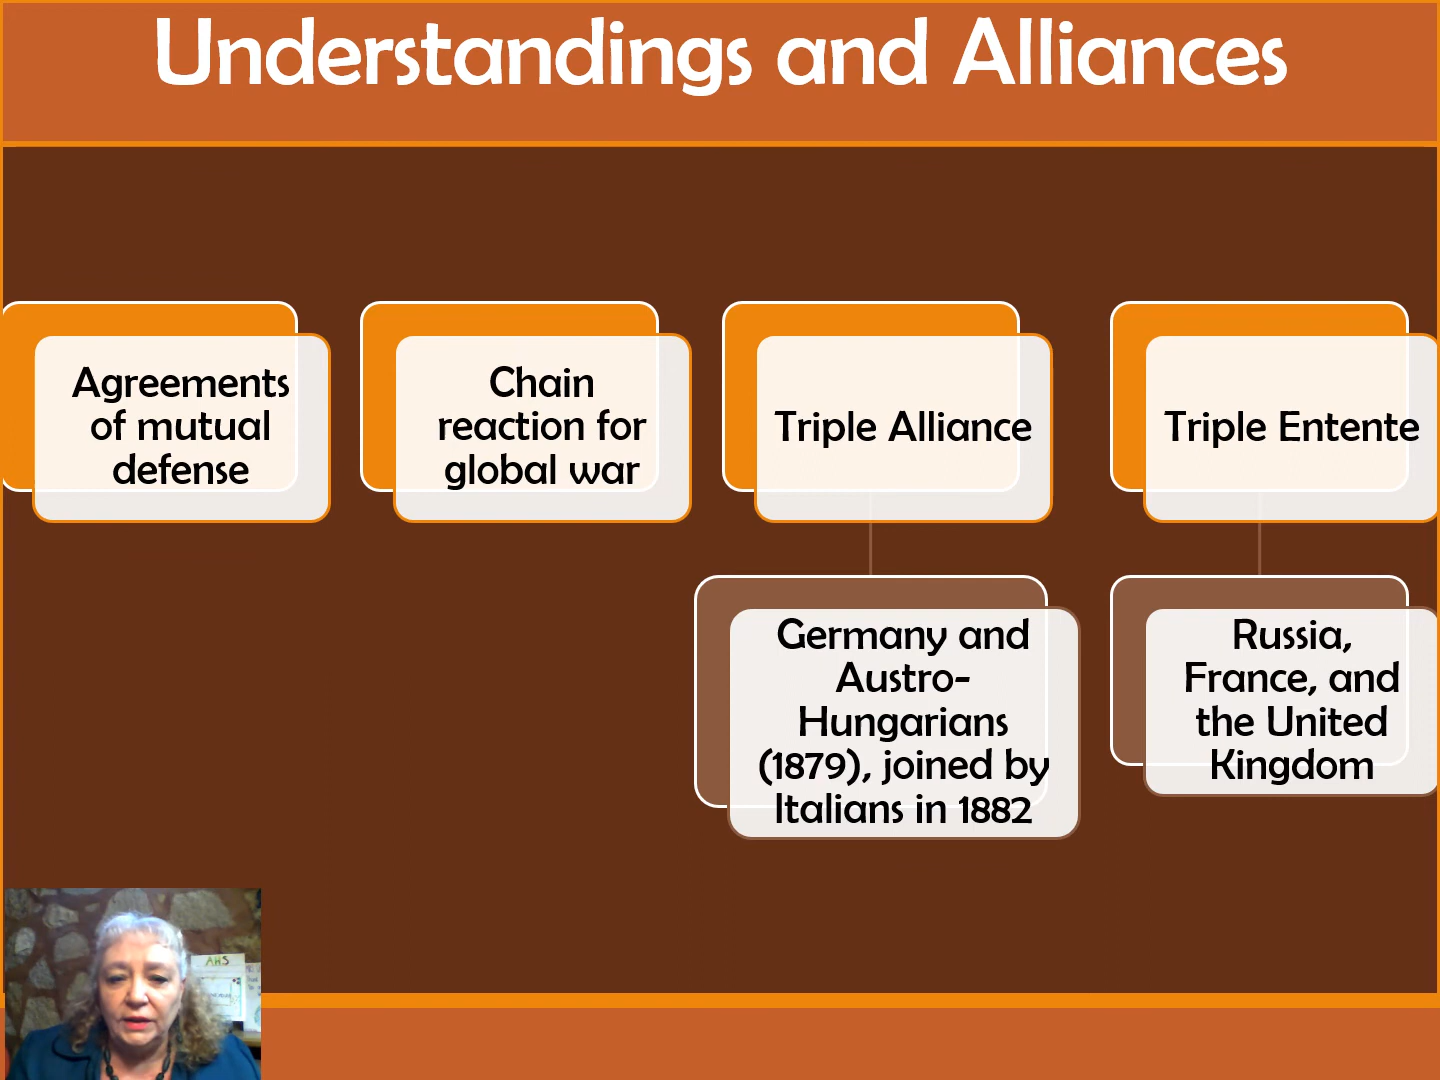 Understandings and Alliances
Agreements
of mutual
defense
Chain
reaction for
global war
Triple Alliance
Triple Entente
Germany and
Austro-
Hungarians
(1879), joined by
Italians in 1882
Russia,
France, and
the United
Kingdom
AHS